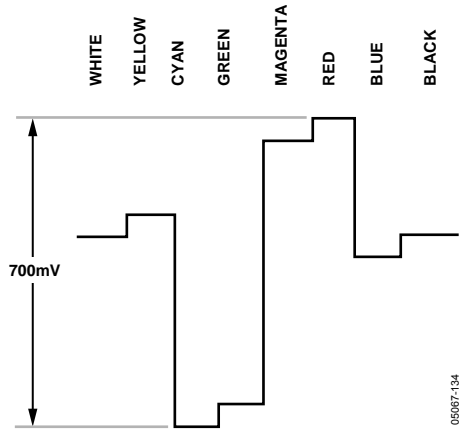 WHITE
YELLOW
CYAN
GREEN
MAGENTA
RED
BLUE
BLACK
700mV
05067-134